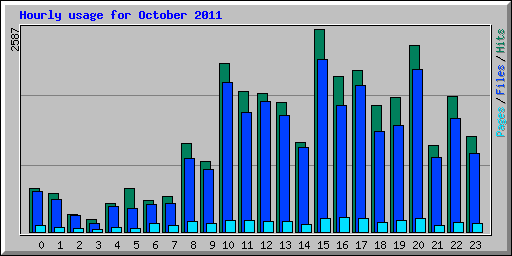 Hourly usage for October 2011
2587
Pages/Files/Hits
0 1 2 3 4 5 6 7 8 9 10 11 12 13 14 15 16 17 18 19 20 21 22 23